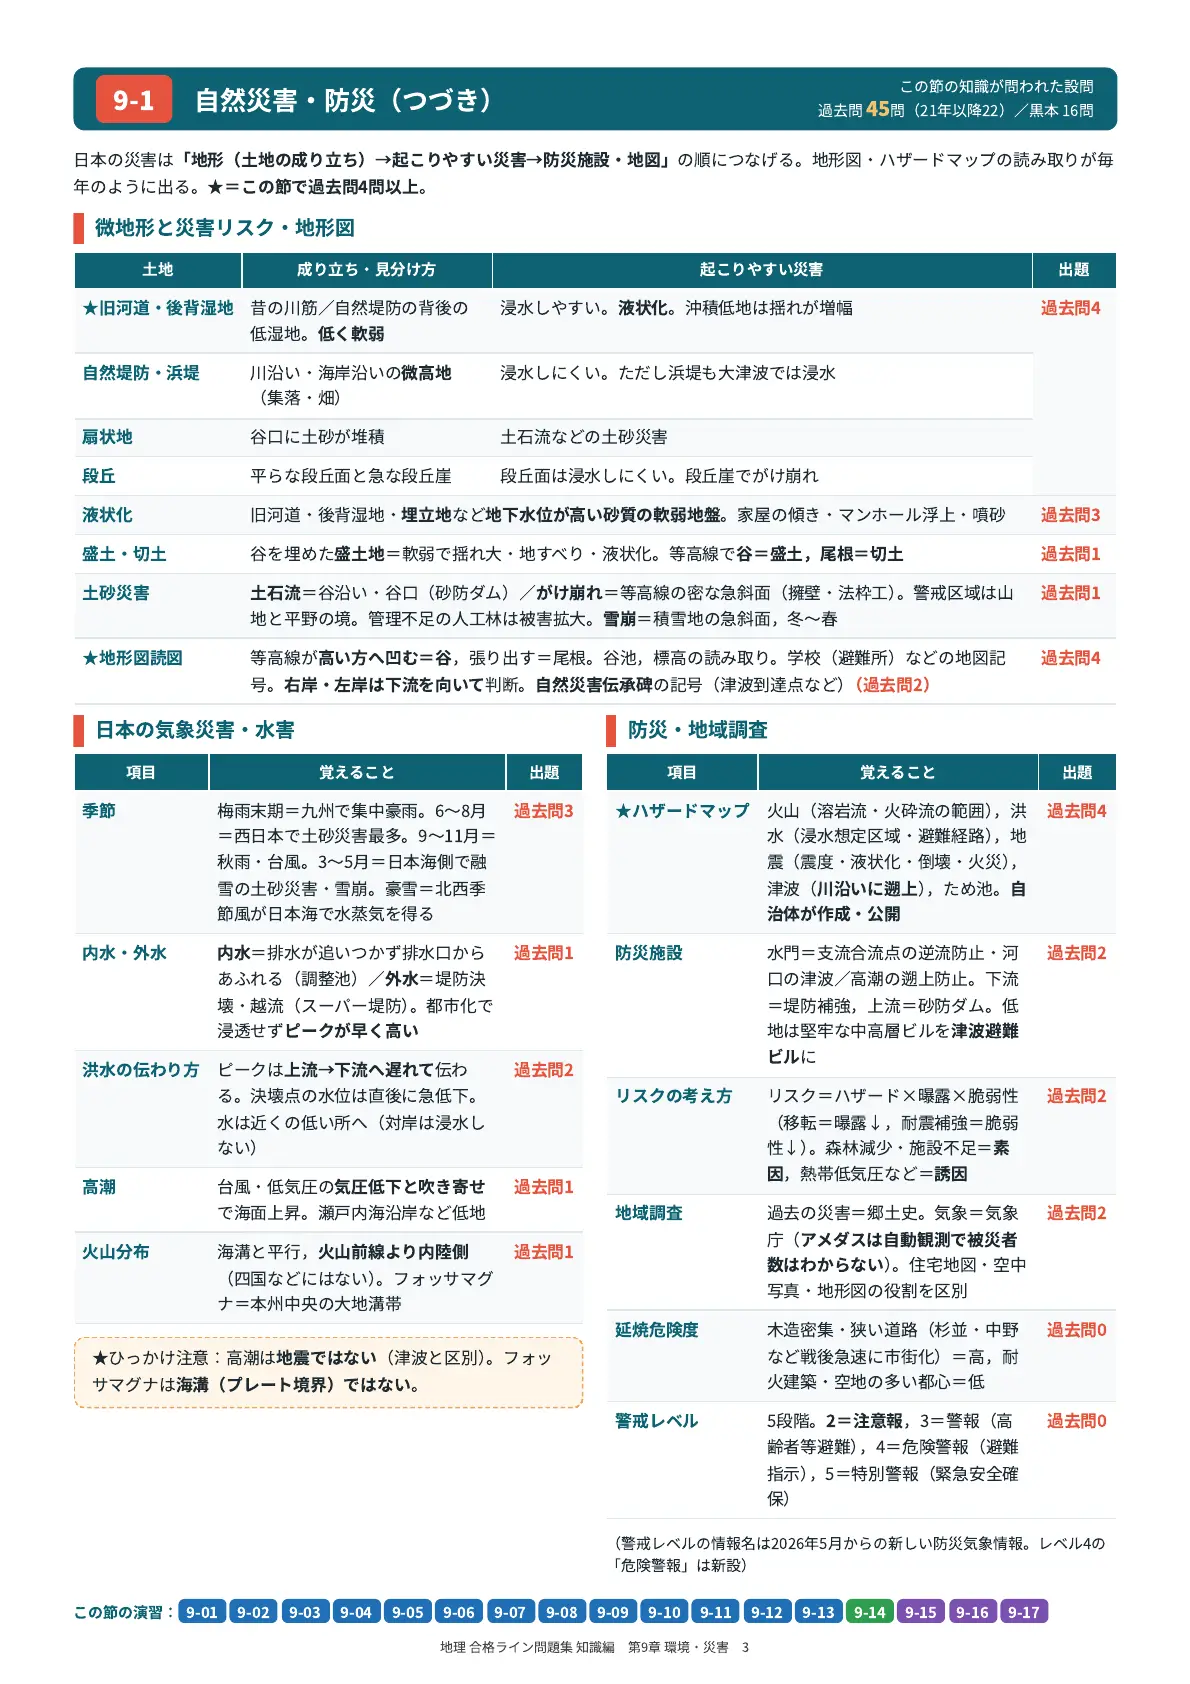 9-1 自然災害・防災（つづき）
この節の知識が問われた設問
過去問 45問（21年以降22）／黒本 16問
日本の災害は「地形（土地の成り立ち）→起こりやすい災害→防災施設・地図」の順につなげる。地形図・ハザードマップの読み取りが毎
年のように出る。★＝この節で過去問4問以上。
微地形と災害リスク・地形図
土地 成り立ち・見分け方 起こりやすい災害 出題
★旧河道・後背湿地 昔の川筋／自然堤防の背後の 浸水しやすい。液状化。沖積低地は揺れが増幅 過去問4
低湿地。低く軟弱
自然堤防・浜堤 川沿い・海岸沿いの微高地 浸水しにくい。ただし浜堤も大津波では浸水
（集落・畑）
扇状地 谷口に土砂が堆積 土石流などの土砂災害
段丘 平らな段丘面と急な段丘崖 段丘面は浸水しにくい。段丘崖でがけ崩れ
液状化 旧河道・後背湿地・埋立地など地下水位が高い砂質の軟弱地盤。家屋の傾き・マンホール浮上・噴砂 過去問3
盛土・切土 谷を埋めた盛土地＝軟弱で揺れ大・地すべり・液状化。等高線で谷＝盛土，尾根＝切土 過去問1
土砂災害 土石流＝谷沿い・谷口（砂防ダム）／がけ崩れ＝等高線の密な急斜面（擁壁・法枠工）。警戒区域は山 過去問1
地と平野の境。管理不足の人工林は被害拡大。雪崩＝積雪地の急斜面，冬〜春
★地形図読図 等高線が高い方へ凹む＝谷，張り出す＝尾根。谷池，標高の読み取り。学校（避難所）などの地図記 過去問4
号。右岸・左岸は下流を向いて判断。自然災害伝承碑の記号（津波到達点など）（過去問2）
日本の気象災害・水害
項目 覚えること 出題
季節 梅雨末期＝九州で集中豪雨。6〜8月 過去問3
＝西日本で土砂災害最多。9〜11月＝
秋雨・台風。3〜5月＝日本海側で融
雪の土砂災害・雪崩。豪雪＝北西季
節風が日本海で水蒸気を得る
内水・外水 内水＝排水が追いつかず排水口から 過去問1
あふれる（調整池）／外水＝堤防決
壊・越流（スーパー堤防）。都市化で
浸透せずピークが早く高い
洪水の伝わり方 ピークは上流→下流へ遅れて伝わ 過去問2
る。決壊点の水位は直後に急低下。
水は近くの低い所へ（対岸は浸水し
ない）
高潮 台風・低気圧の気圧低下と吹き寄せ 過去問1
で海面上昇。瀬戸内海沿岸など低地
火山分布 海溝と平行，火山前線より内陸側 過去問1
（四国などにはない）。フォッサマグ
ナ＝本州中央の大地溝帯
★ひっかけ注意：高潮は地震ではない（津波と区別）。フォッ
サマグナは海溝（プレート境界）ではない。
防災・地域調査
項目 覚えること 出題
★ハザードマップ 火山（溶岩流・火砕流の範囲），洪 過去問4
水（浸水想定区域・避難経路），地
震（震度・液状化・倒壊・火災），
津波（川沿いに遡上），ため池。自
治体が作成・公開
防災施設 水門＝支流合流点の逆流防止・河 過去問2
口の津波／高潮の遡上防止。下流
＝堤防補強，上流＝砂防ダム。低
地は堅牢な中高層ビルを津波避難
ビルに
リスクの考え方 リスク＝ハザード×曝露×脆弱性 過去問2
（移転＝曝露↓，耐震補強＝脆弱
性↓）。森林減少・施設不足＝素
因，熱帯低気圧など＝誘因
地域調査 過去の災害＝郷土史。気象＝気象 過去問2
庁（アメダスは自動観測で被災者
数はわからない）。住宅地図・空中
写真・地形図の役割を区別
延焼危険度 木造密集・狭い道路（杉並・中野 過去問0
など戦後急速に市街化）＝高，耐
火建築・空地の多い都心＝低
警戒レベル 5段階。2＝注意報，3＝警報（高 過去問0
齢者等避難），4＝危険警報（避難
指示），5＝特別警報（緊急安全確
保）
（警戒レベルの情報名は2026年5月からの新しい防災気象情報。レベル4の
「危険警報」は新設）
この節の演習： 9-01 9-02 9-03 9-04 9-05 9-06 9-07 9-08 9-09 9-10 9-11 9-12 9-13 9-14 9-15 9-16 9-17
地理 合格ライン問題集 知識編 第9章 環境・災害 3